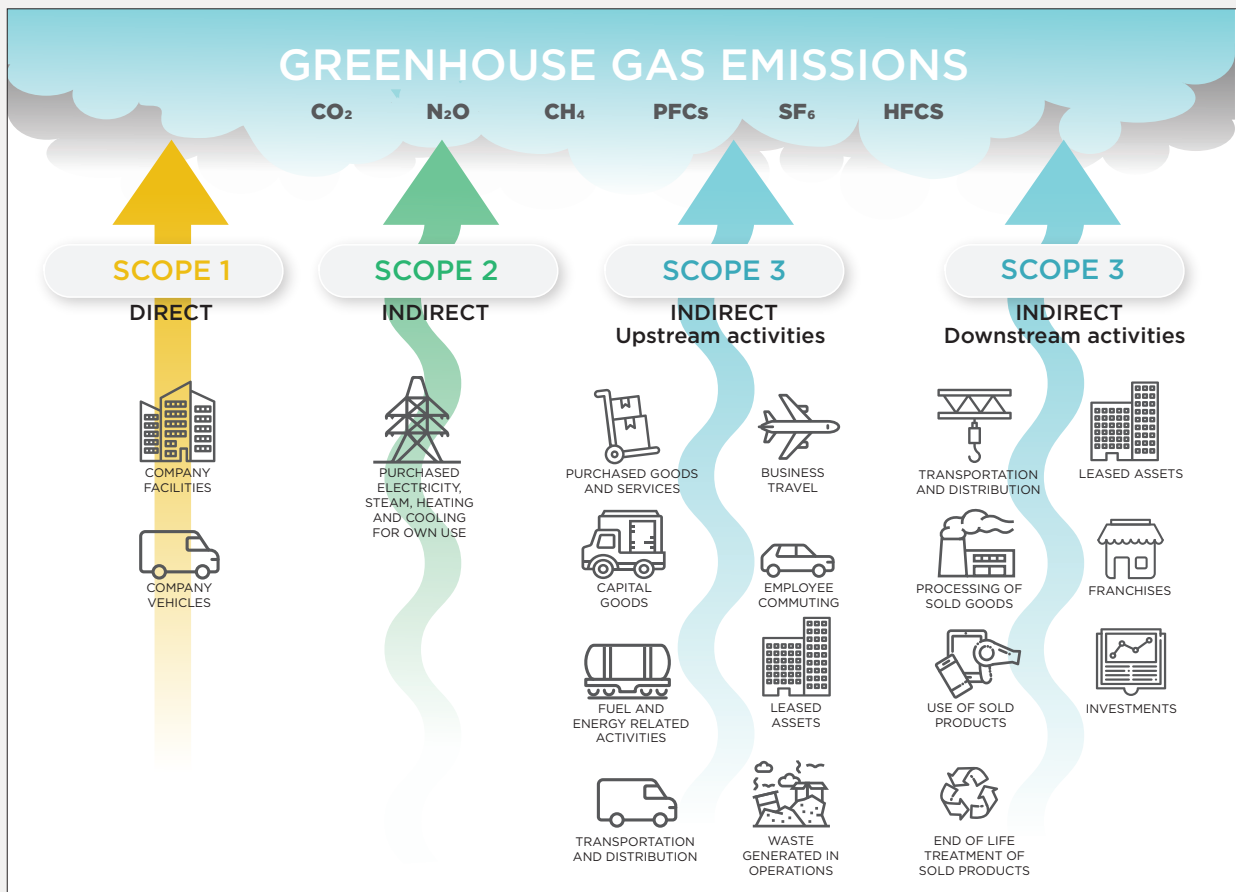 GREENHOUSE GAS EMISSIONS
CO₂ N₂O CH₄ PFCs SF₆ HFCS
SCOPE 1
DIRECT
COMPANY
FACILITIES
COMPANY
VEHICLES
SCOPE 2
INDIRECT
PURCHASED
ELECTRICITY,
STEAM, HEATING
AND COOLING
FOR OWN USE
SCOPE 3
INDIRECT
Upstream activities
PURCHASED GOODS
AND SERVICES
BUSINESS
TRAVEL
CAPITAL
GOODS
EMPLOYEE
COMMUTING
FUEL AND
ENERGY RELATED
ACTIVITIES
LEASED
ASSETS
TRANSPORTATION
AND DISTRIBUTION
WASTE
GENERATED IN
OPERATIONS
SCOPE 3
INDIRECT
Downstream activities
TRANSPORTATION
AND DISTRIBUTION
LEASED ASSETS
PROCESSING OF
SOLD GOODS
FRANCHISES
USE OF SOLD
PRODUCTS
INVESTMENTS
END OF LIFE
TREATMENT OF
SOLD PRODUCTS